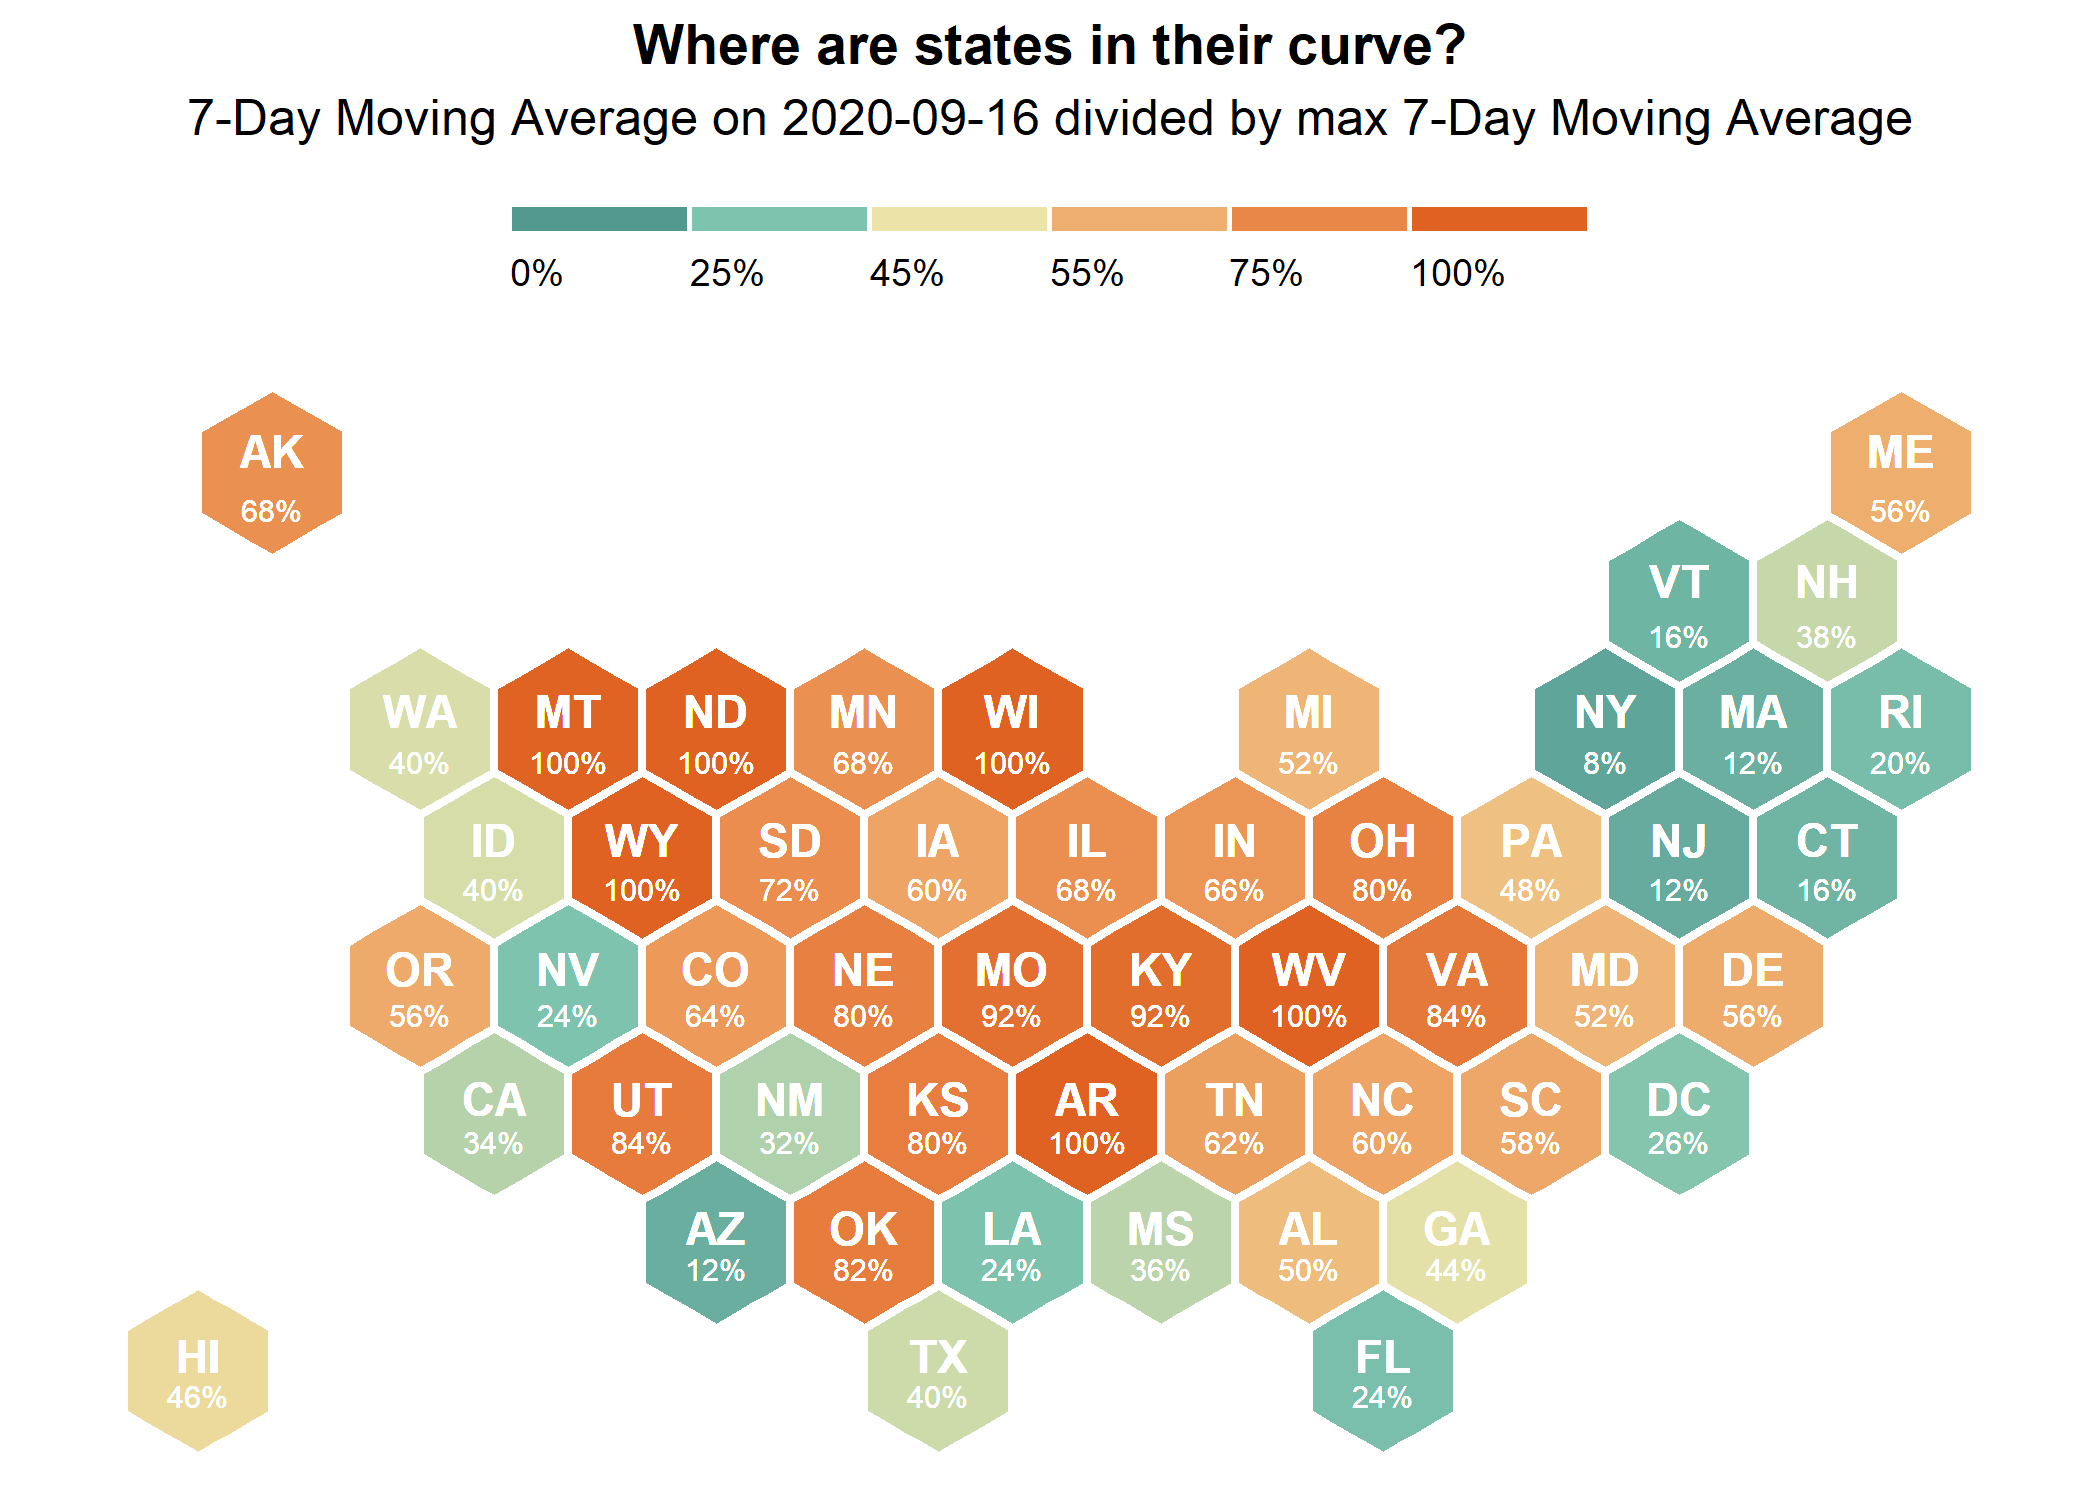 Where are states in their curve?
7-Day Moving Average on 2020-09-16 divided by max 7-Day Moving Average
0% 25% 45% 55% 75% 100%
AK ME
68% 56%
VT NH
16% 38%
WA MT ND MN WI MI NY MA RI
40% 100% 100% 68% 100% 52% 8% 12% 20%
ID WY SD IA IL IN OH PA NJ CT
40% 100% 72% 60% 68% 66% 80% 48% 12% 16%
OR NV CO NE MO KY WV VA MD DE
56% 24% 64% 80% 92% 92% 100% 84% 52% 56%
CA UT NM KS AR TN NC SC DC
34% 84% 32% 80% 100% 62% 60% 58% 26%
AZ OK LA MS AL GA
12% 82% 24% 36% 50% 44%
HI TX FL
46% 40% 24%